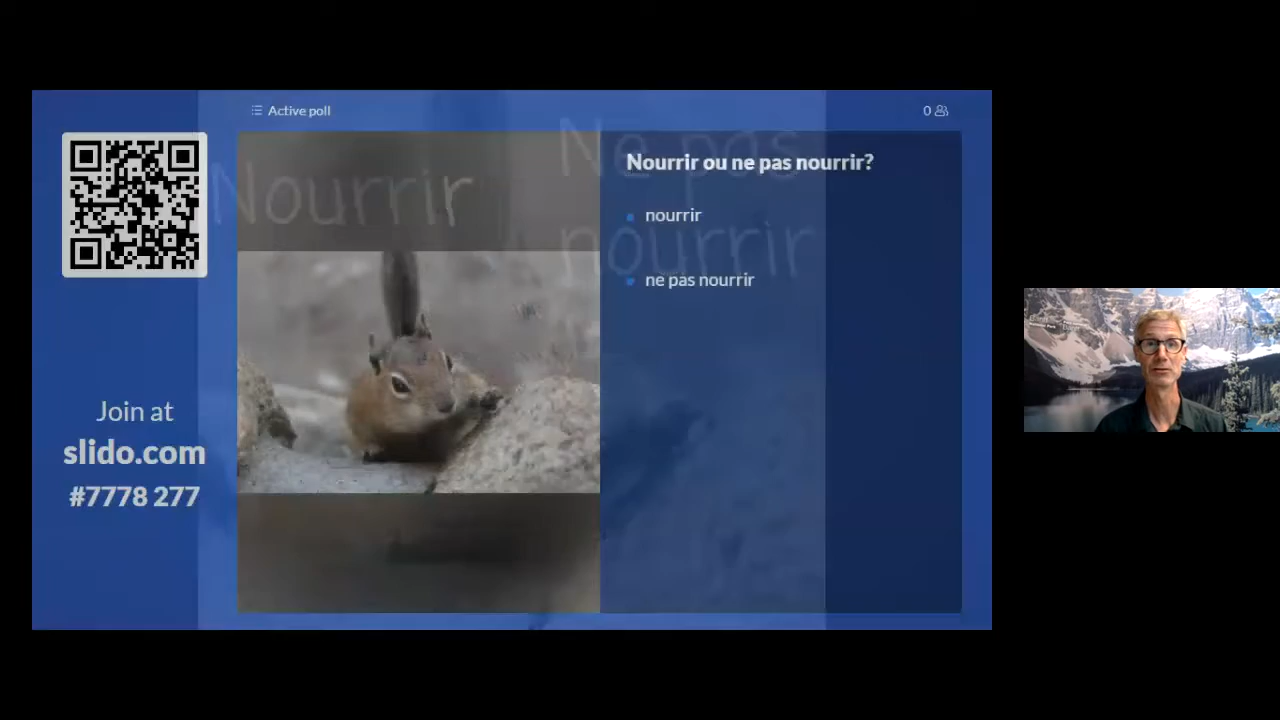 Active poll
0
Nourrir
Ne pas
nourrir
Nourrir ou ne pas nourrir?
nourrir
ne pas nourrir
Join at
slido.com
#7778 277